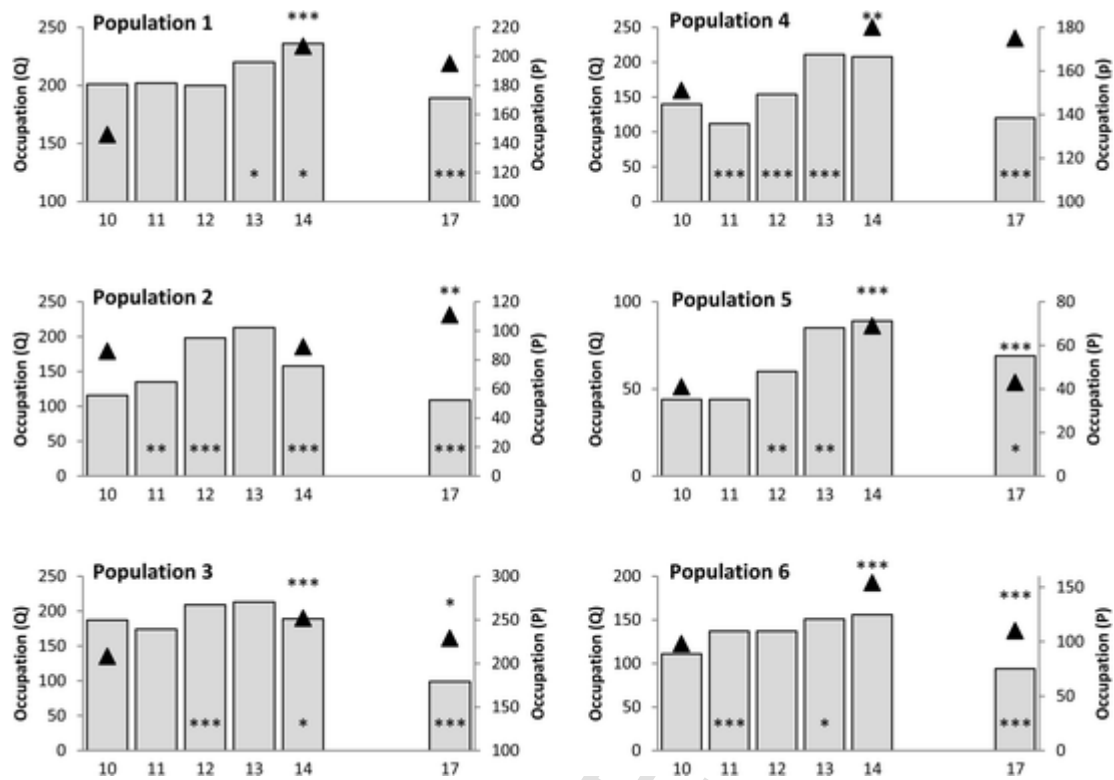 Population 1
***
Occupation (Q)
250
200
150
100
220
200
180
160
140
120
100
Occupation (P)
* * ***
10 11 12 13 14 17
Population 4
**
Occupation (Q)
250
200
150
100
50
0
180
160
140
120
100
Occupation (p)
*** *** *** ***
10 11 12 13 14 17
Population 2
**
Occupation (Q)
250
200
150
100
50
0
120
100
80
60
40
20
0
Occupation (P)
** *** *** ***
10 11 12 13 14 17
Population 5
***
***
Occupation (Q)
100
50
0
80
60
40
20
0
Occupation (P)
** ** *
10 11 12 13 14 17
Population 3
***
*
Occupation (Q)
250
200
150
100
50
0
300
250
200
150
100
Occupation (P)
*** * ***
10 11 12 13 14 17
Population 6
***
***
Occupation (Q)
200
150
100
50
0
150
100
50
0
Occupation (P)
*** * ***
10 11 12 13 14 17